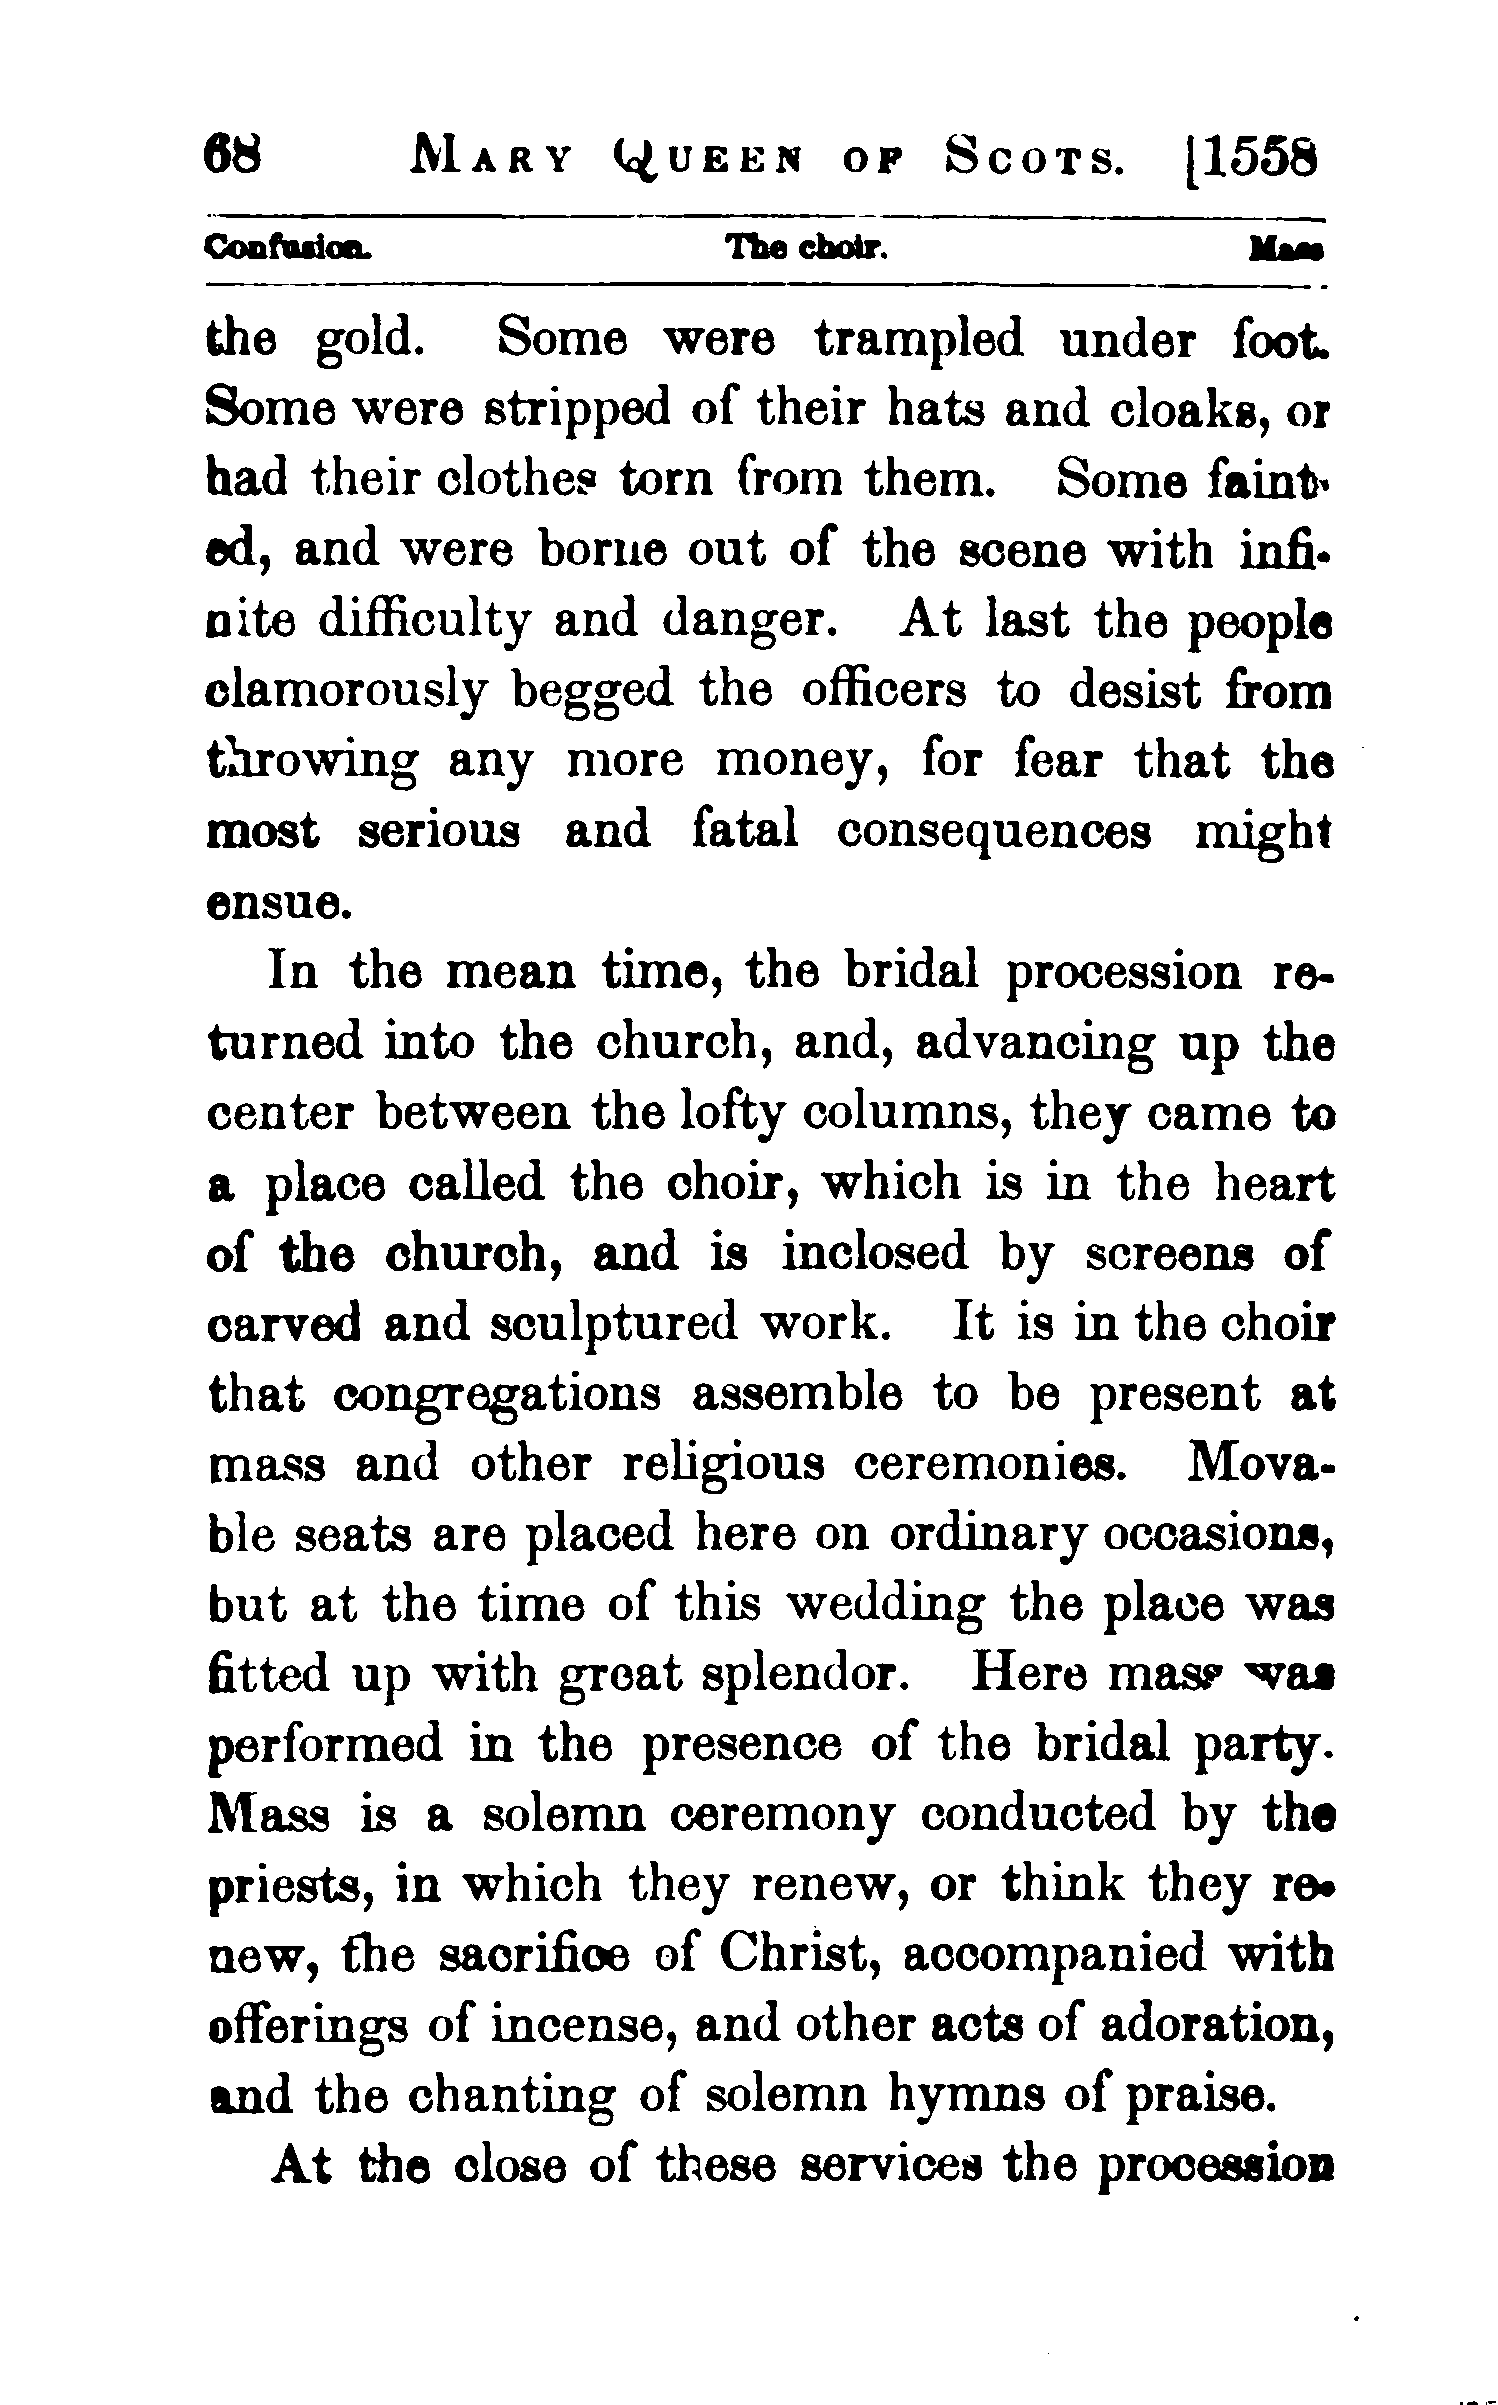 68 MARY QUEEN OF SCOTS. [1558
Confusion. The choir. Mass
the gold. Some were trampled under foot.
Some were stripped of their hats and cloaks, or
had their clothes torn from them. Some faint-
ed, and were borne out of the scene with infi-
nite difficulty and danger. At last the people
clamorously begged the officers to desist from
throwing any more money, for fear that the
most serious and fatal consequences might
ensue.
In the mean time, the bridal procession re-
turned into the church, and, advancing up the
center between the lofty columns, they came to
a place called the choir, which is in the heart
of the church, and is inclosed by screens of
carved and sculptured work. It is in the choir
that congregations assemble to be present at
mass and other religious ceremonies. Mova-
ble seats are placed here on ordinary occasions,
but at the time of this wedding the place was
fitted up with great splendor. Here mass was
performed in the presence of the bridal party.
Mass is a solemn ceremony conducted by the
priests, in which they renew, or think they re-
new, the sacrifice of Christ, accompanied with
offerings of incense, and other acts of adoration,
and the chanting of solemn hymns of praise.
At the close of these services the procession